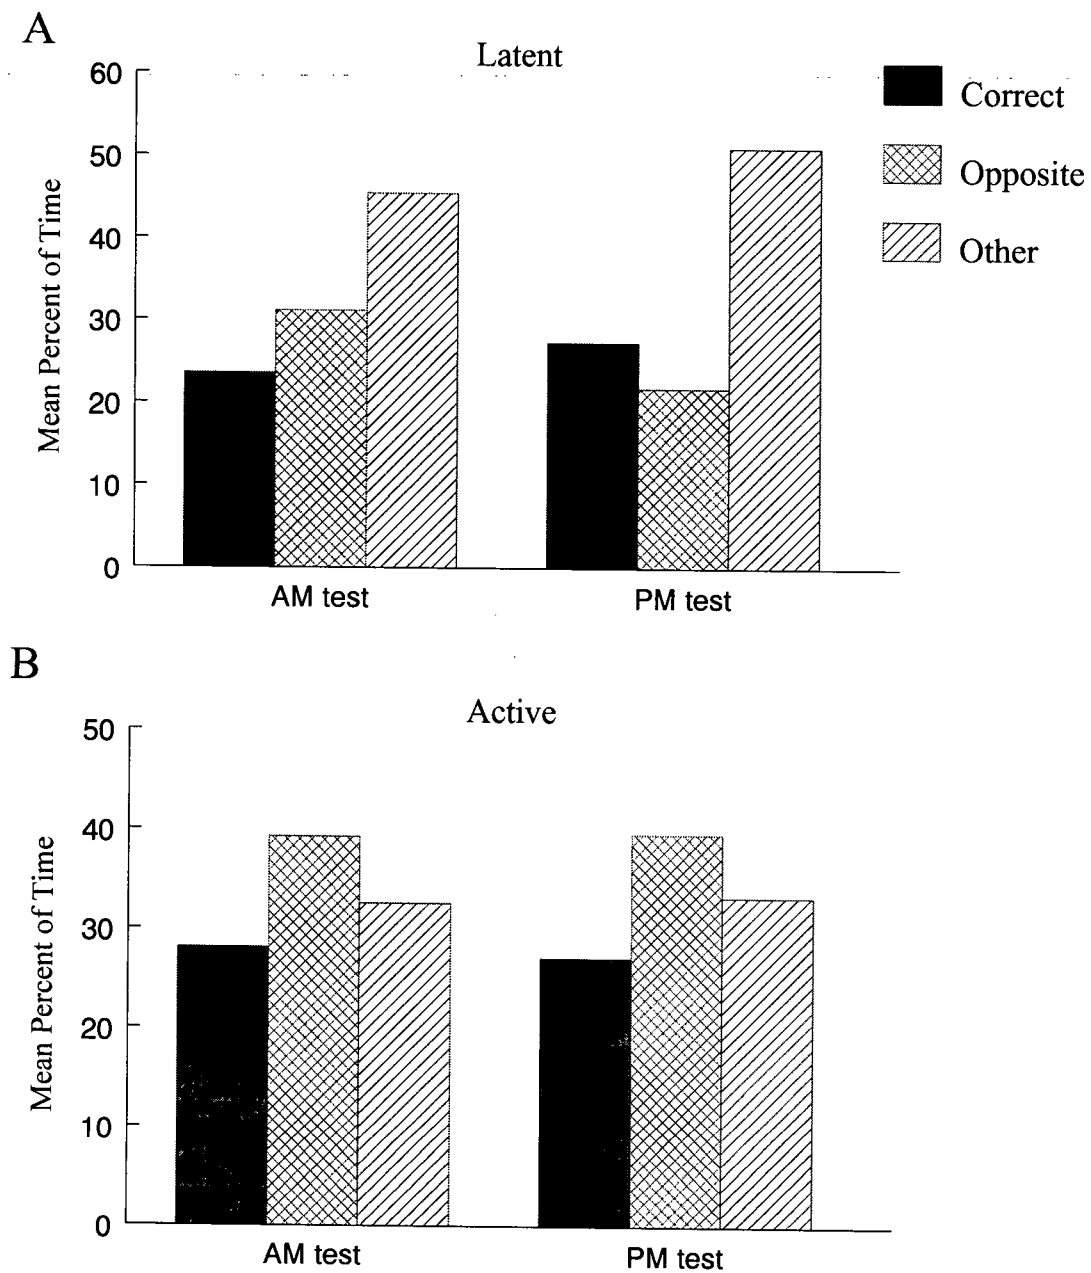 A
Latent
60
50
40
30
20
10
0
Mean Percent of Time
AM test
PM test
Correct
Opposite
Other
B
Active
50
40
30
20
10
0
Mean Percent of Time
AM test
PM test